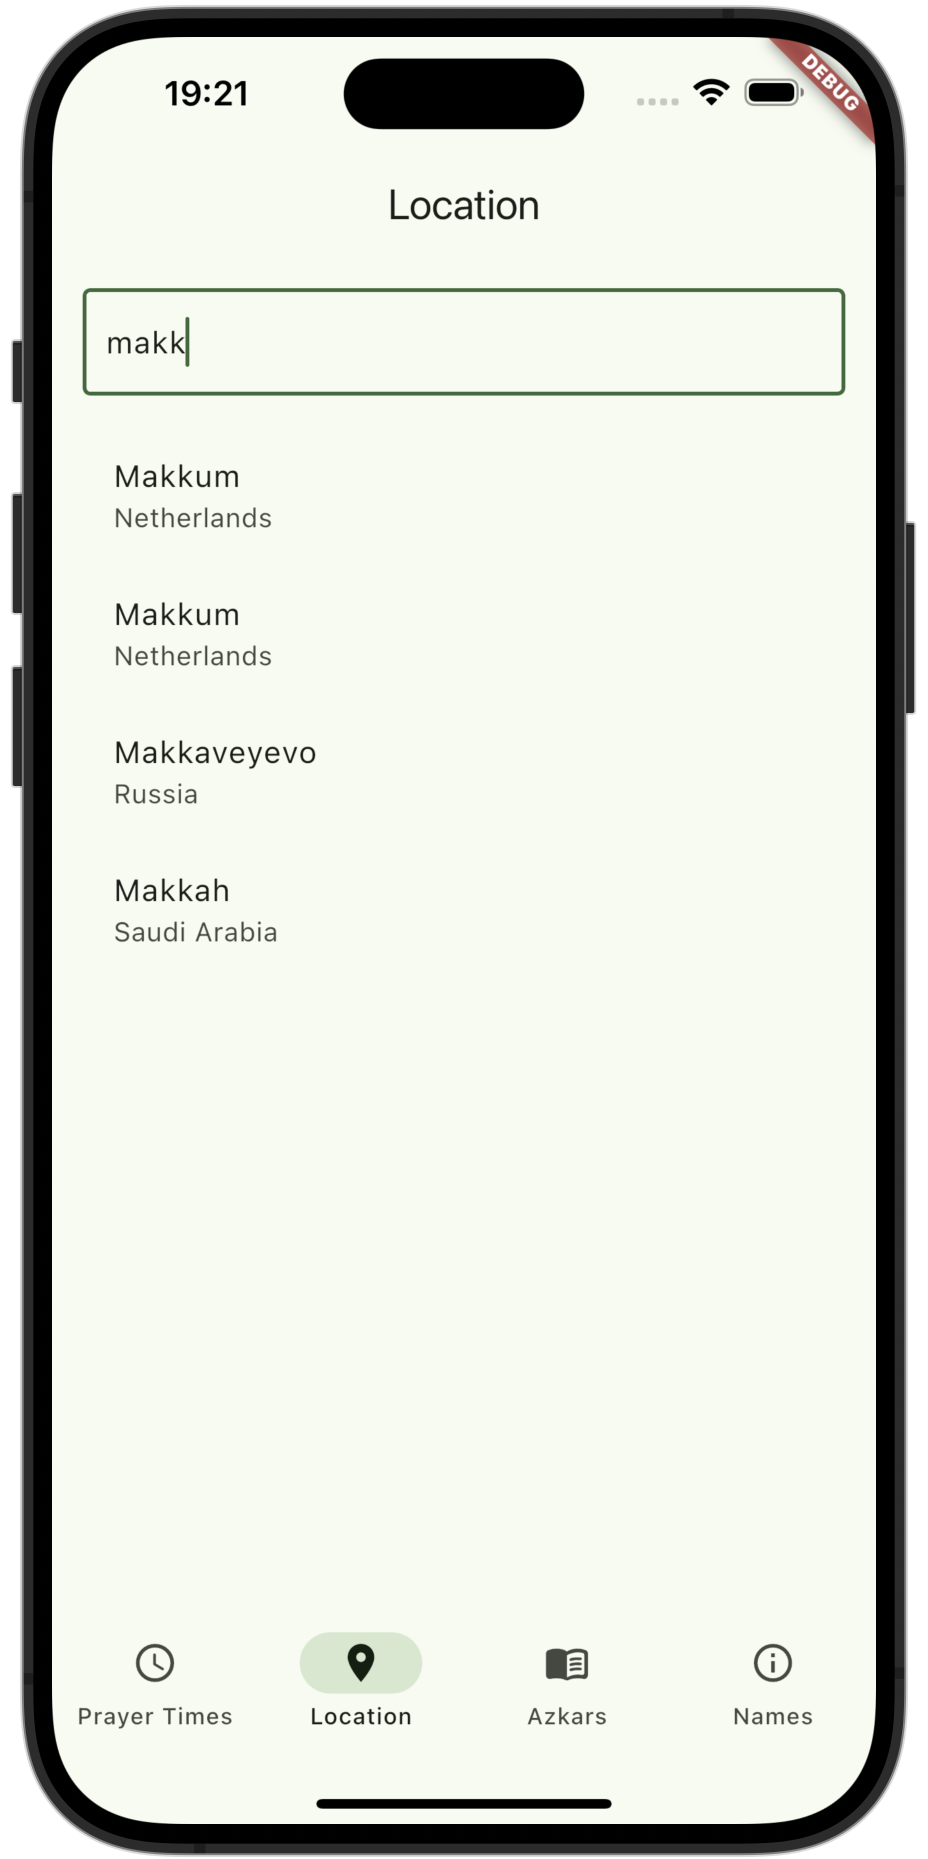 19:21
DEBUG
Location
makk
Makkum
Netherlands
Makkum
Netherlands
Makkaveyevo
Russia
Makkah
Saudi Arabia
Prayer Times Location Azkars Names